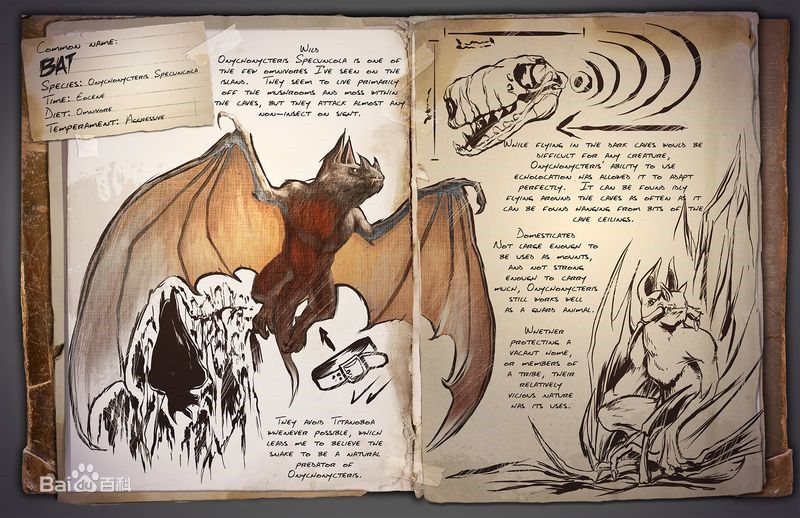 Common name:
BAT
Species: Onychonycteris Specuncola
Time: Eocene
Diet: Omnivore
Temperament: Aggressive
Wild
Onychonycteris Specuncola is one of
the few omnivores I've seen on the
island. They seem to live primarily
off the mushrooms and moss within
the caves, but they attack almost any
non-insect on sight.
They avoid Titanoboa
whenever possible, which
leads me to believe the
snake to be a natural
predator of
Onychonycteris.
While flying in the dark caves would be
difficult for any creature,
Onychonycteris' ability to use
echolocation has allowed it to adapt
perfectly. It can be found idly
flying around the caves as often as it
can be found hanging from bits of the
cave ceilings.
Domesticated
Not large enough to
be used as mounts,
and not strong
enough to carry
much, Onychonycteris
still works well
as a guard animal.
Whether
protecting a
vacant home,
or members of
a tribe, their
relatively
vicious nature
has its uses.
Bai du 百科